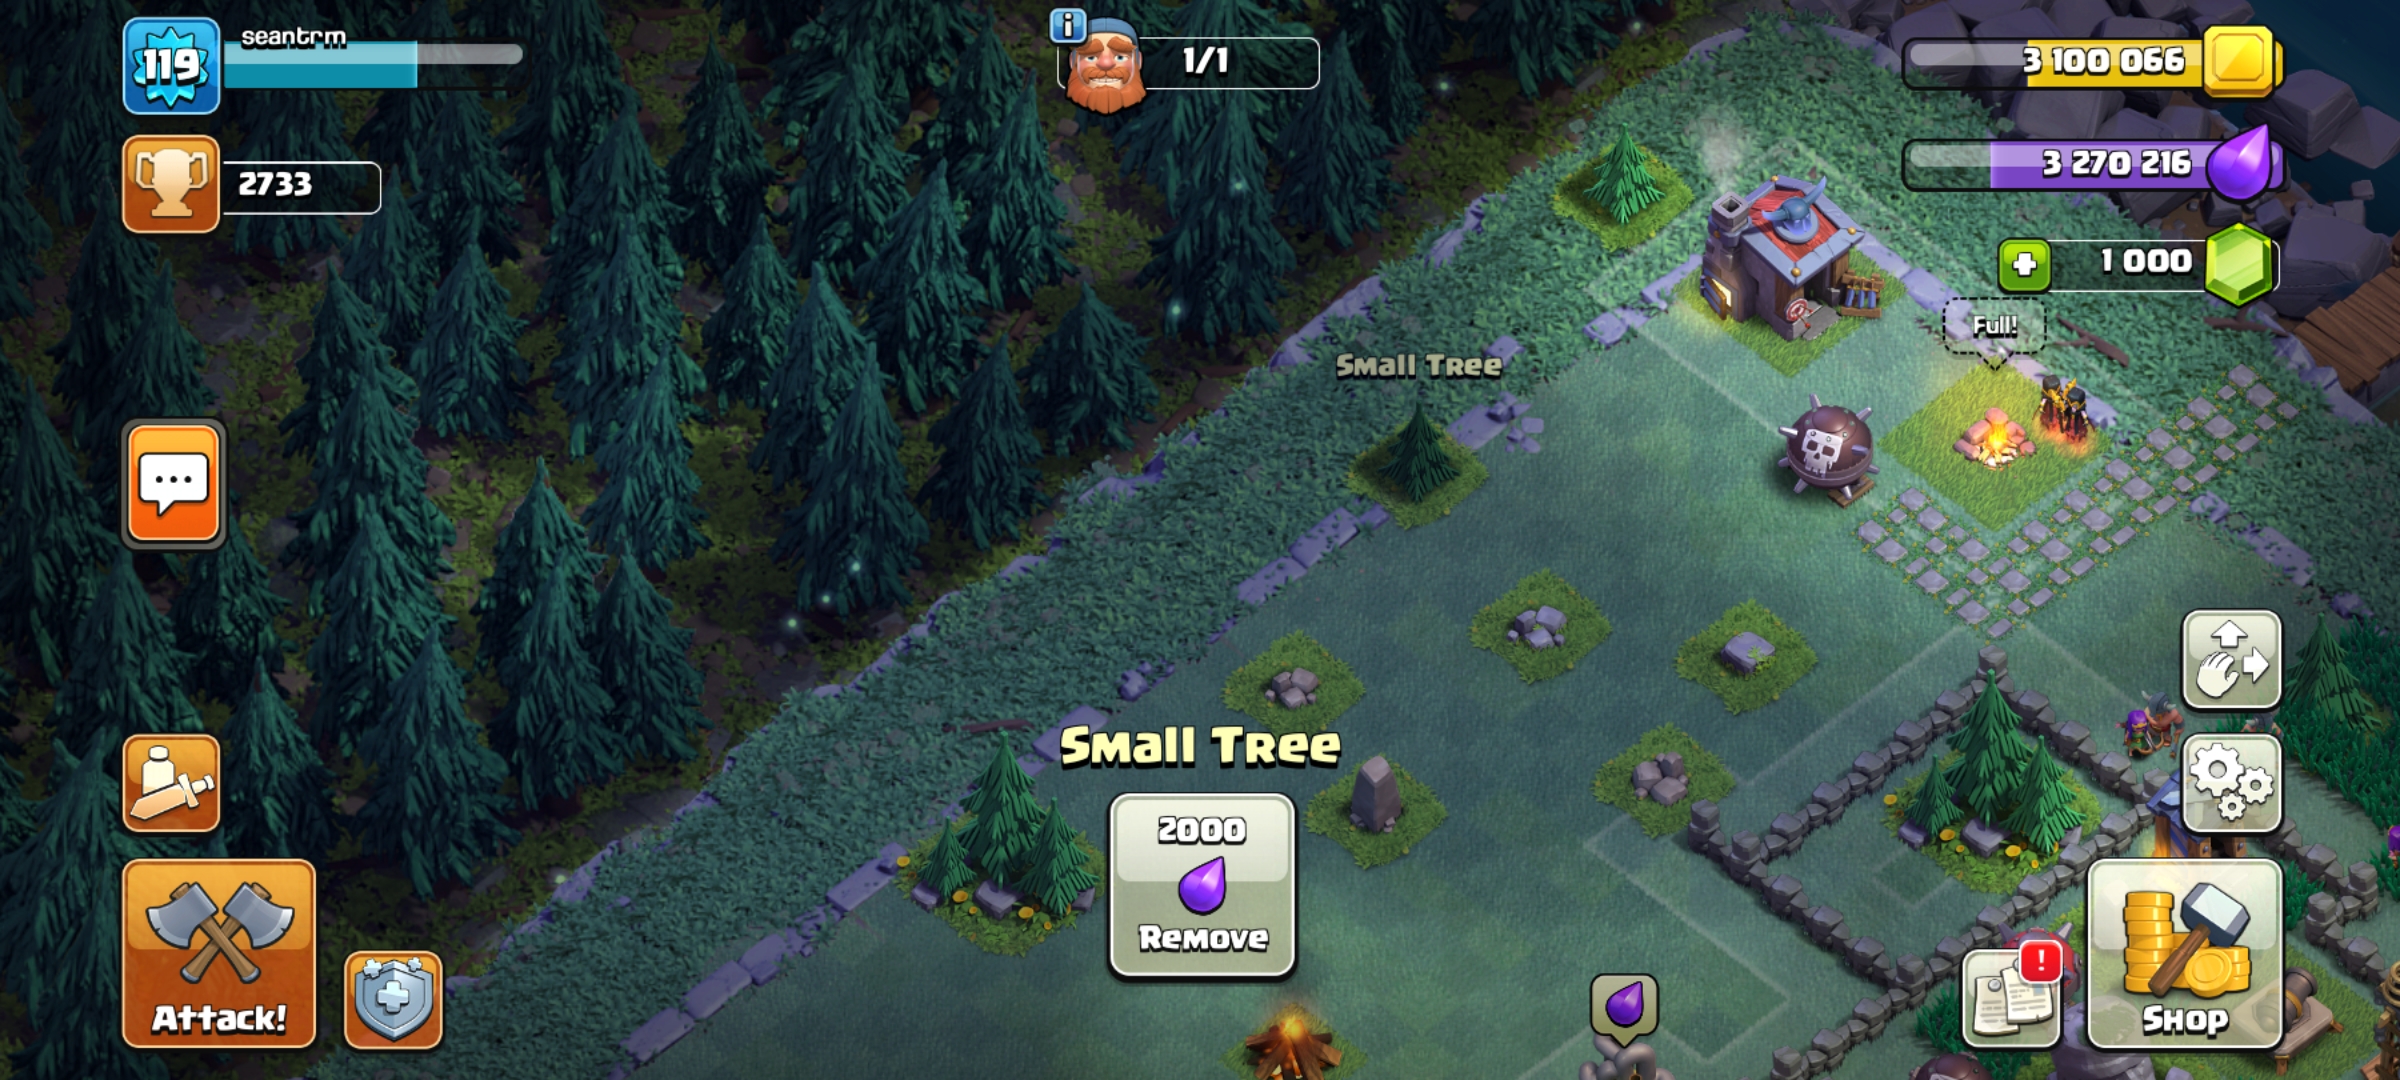 119
seantrm
i
1/1
3 100 066
2733
3 270 216
1 000
Full!
Small Tree
Small Tree
2000
Remove
Attack!
!
Shop